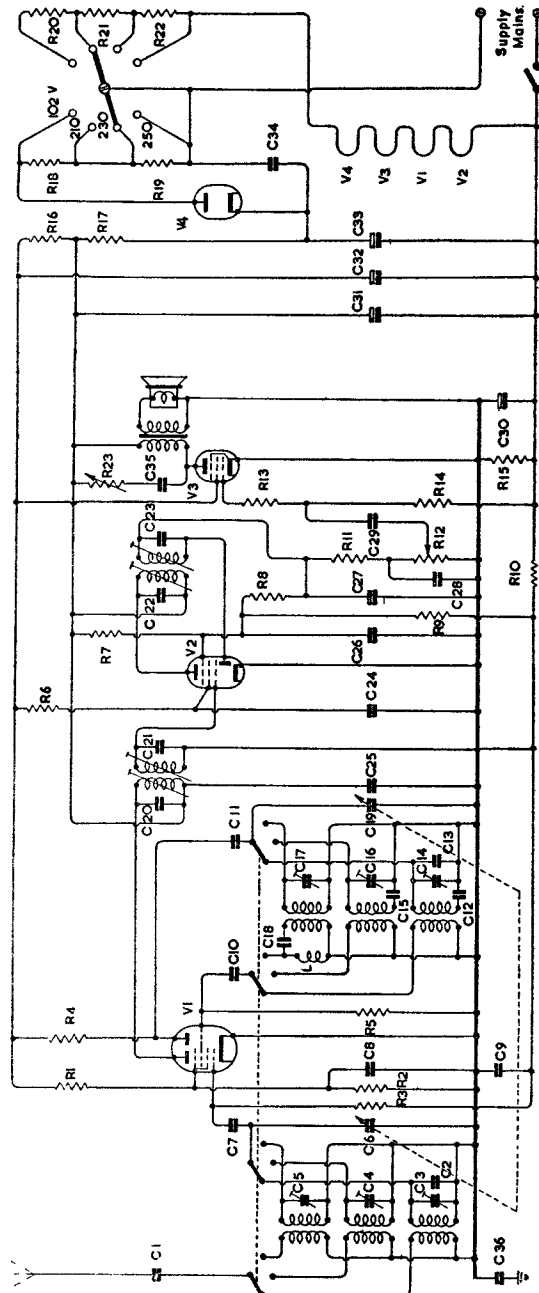 C1
C36
C5
C4
C3
C2
C7
C6
R1
R3
R2
C8
C9
R4
V1
R5
C10
L
C18
C11
C17
C16
C15
C14
C13
C12
C19
C25
C20
C21
R6
C24
V2
R7
C22
C23
C26
R9
R8
C27
R11
C28
R12
C29
R10
R13
R14
V3
C35
R23
R15
C30
C31
C32
C33
R16
R17
V4
R18
R19
C34
102 V
210
230
250
R20
R21
R22
V4
V3
V1
V2
Supply
Mains.